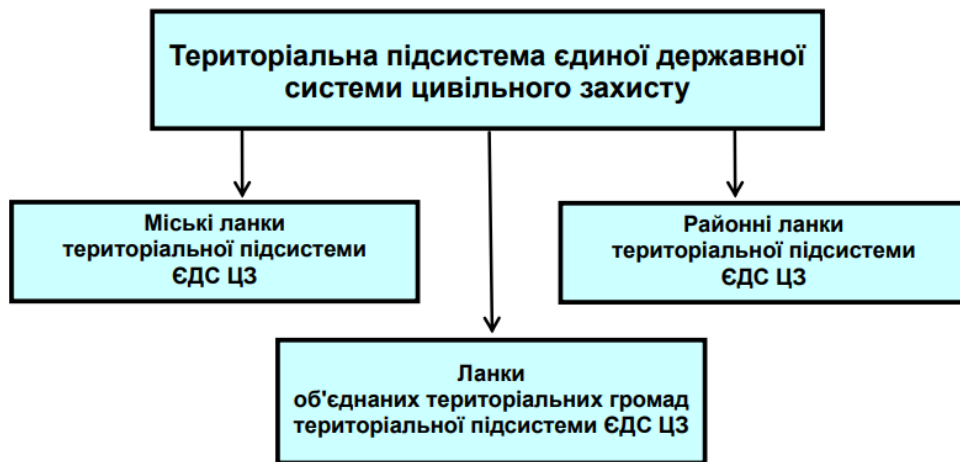 Територіальна підсистема єдиної державної
системи цивільного захисту
Міські ланки
територіальної підсистеми
ЄДС ЦЗ
Районні ланки
територіальної підсистеми
ЄДС ЦЗ
Ланки
об'єднаних територіальних громад
територіальної підсистеми ЄДС ЦЗ